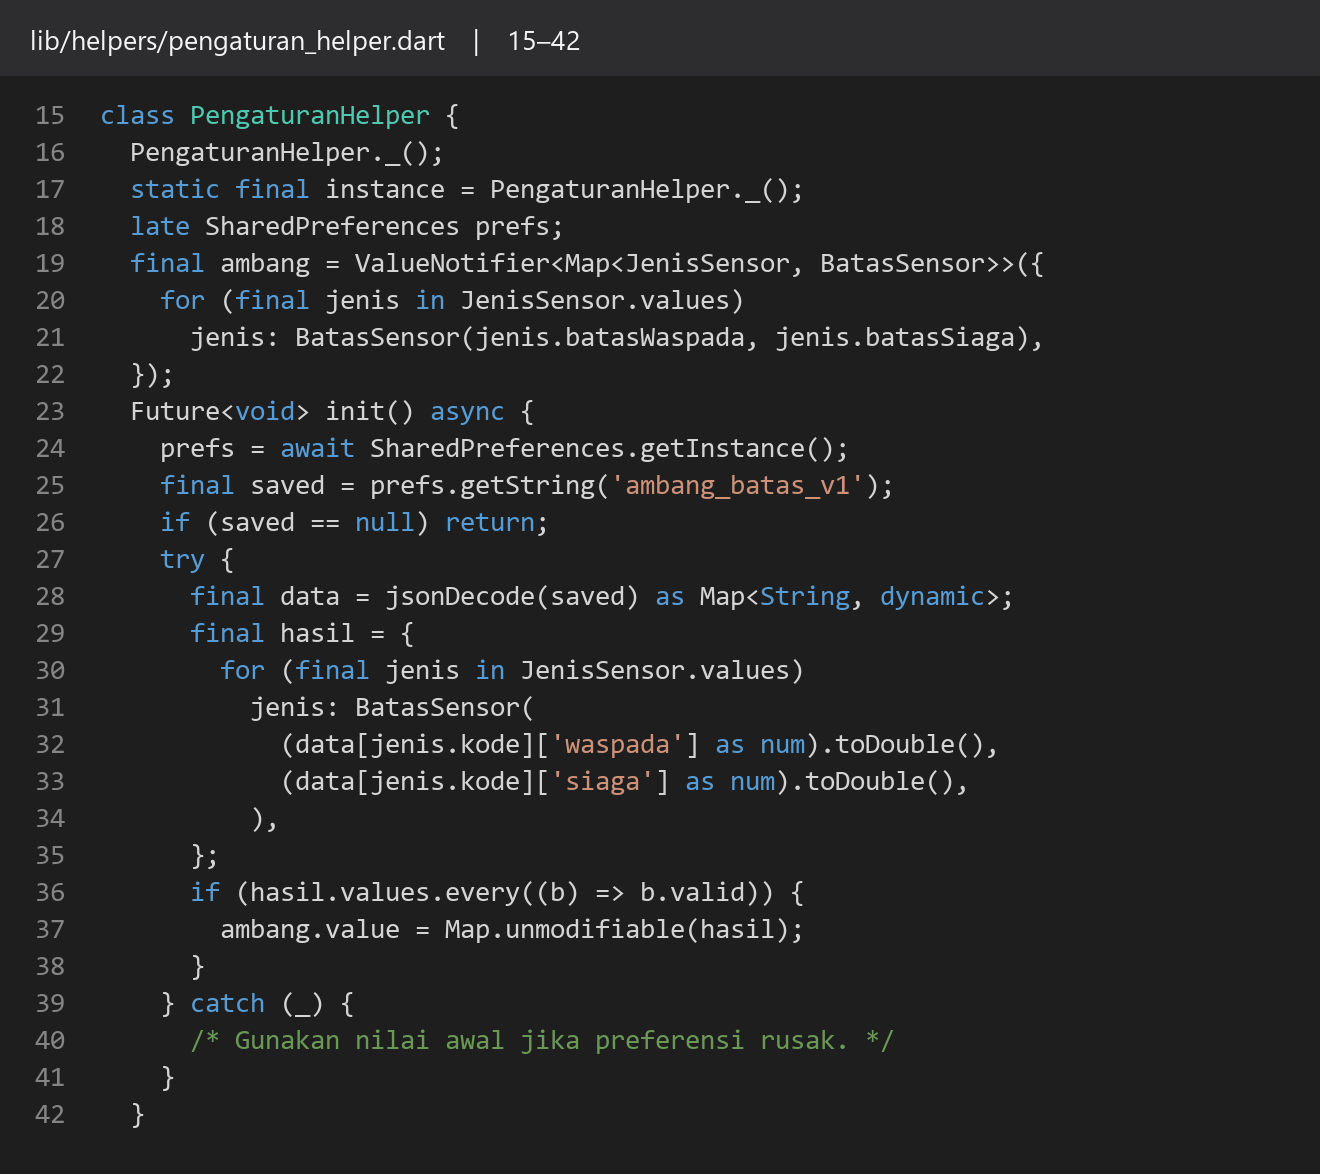 lib/helpers/pengaturan_helper.dart | 15–42
15 class PengaturanHelper {
16   PengaturanHelper._();
17   static final instance = PengaturanHelper._();
18   late SharedPreferences prefs;
19   final ambang = ValueNotifier<Map<JenisSensor, BatasSensor>>({
20     for (final jenis in JenisSensor.values)
21       jenis: BatasSensor(jenis.batasWaspada, jenis.batasSiaga),
22   });
23   Future<void> init() async {
24     prefs = await SharedPreferences.getInstance();
25     final saved = prefs.getString('ambang_batas_v1');
26     if (saved == null) return;
27     try {
28       final data = jsonDecode(saved) as Map<String, dynamic>;
29       final hasil = {
30         for (final jenis in JenisSensor.values)
31           jenis: BatasSensor(
32             (data[jenis.kode]['waspada'] as num).toDouble(),
33             (data[jenis.kode]['siaga'] as num).toDouble(),
34           ),
35       };
36       if (hasil.values.every((b) => b.valid)) {
37         ambang.value = Map.unmodifiable(hasil);
38       }
39     } catch (_) {
40       /* Gunakan nilai awal jika preferensi rusak. */
41     }
42   }